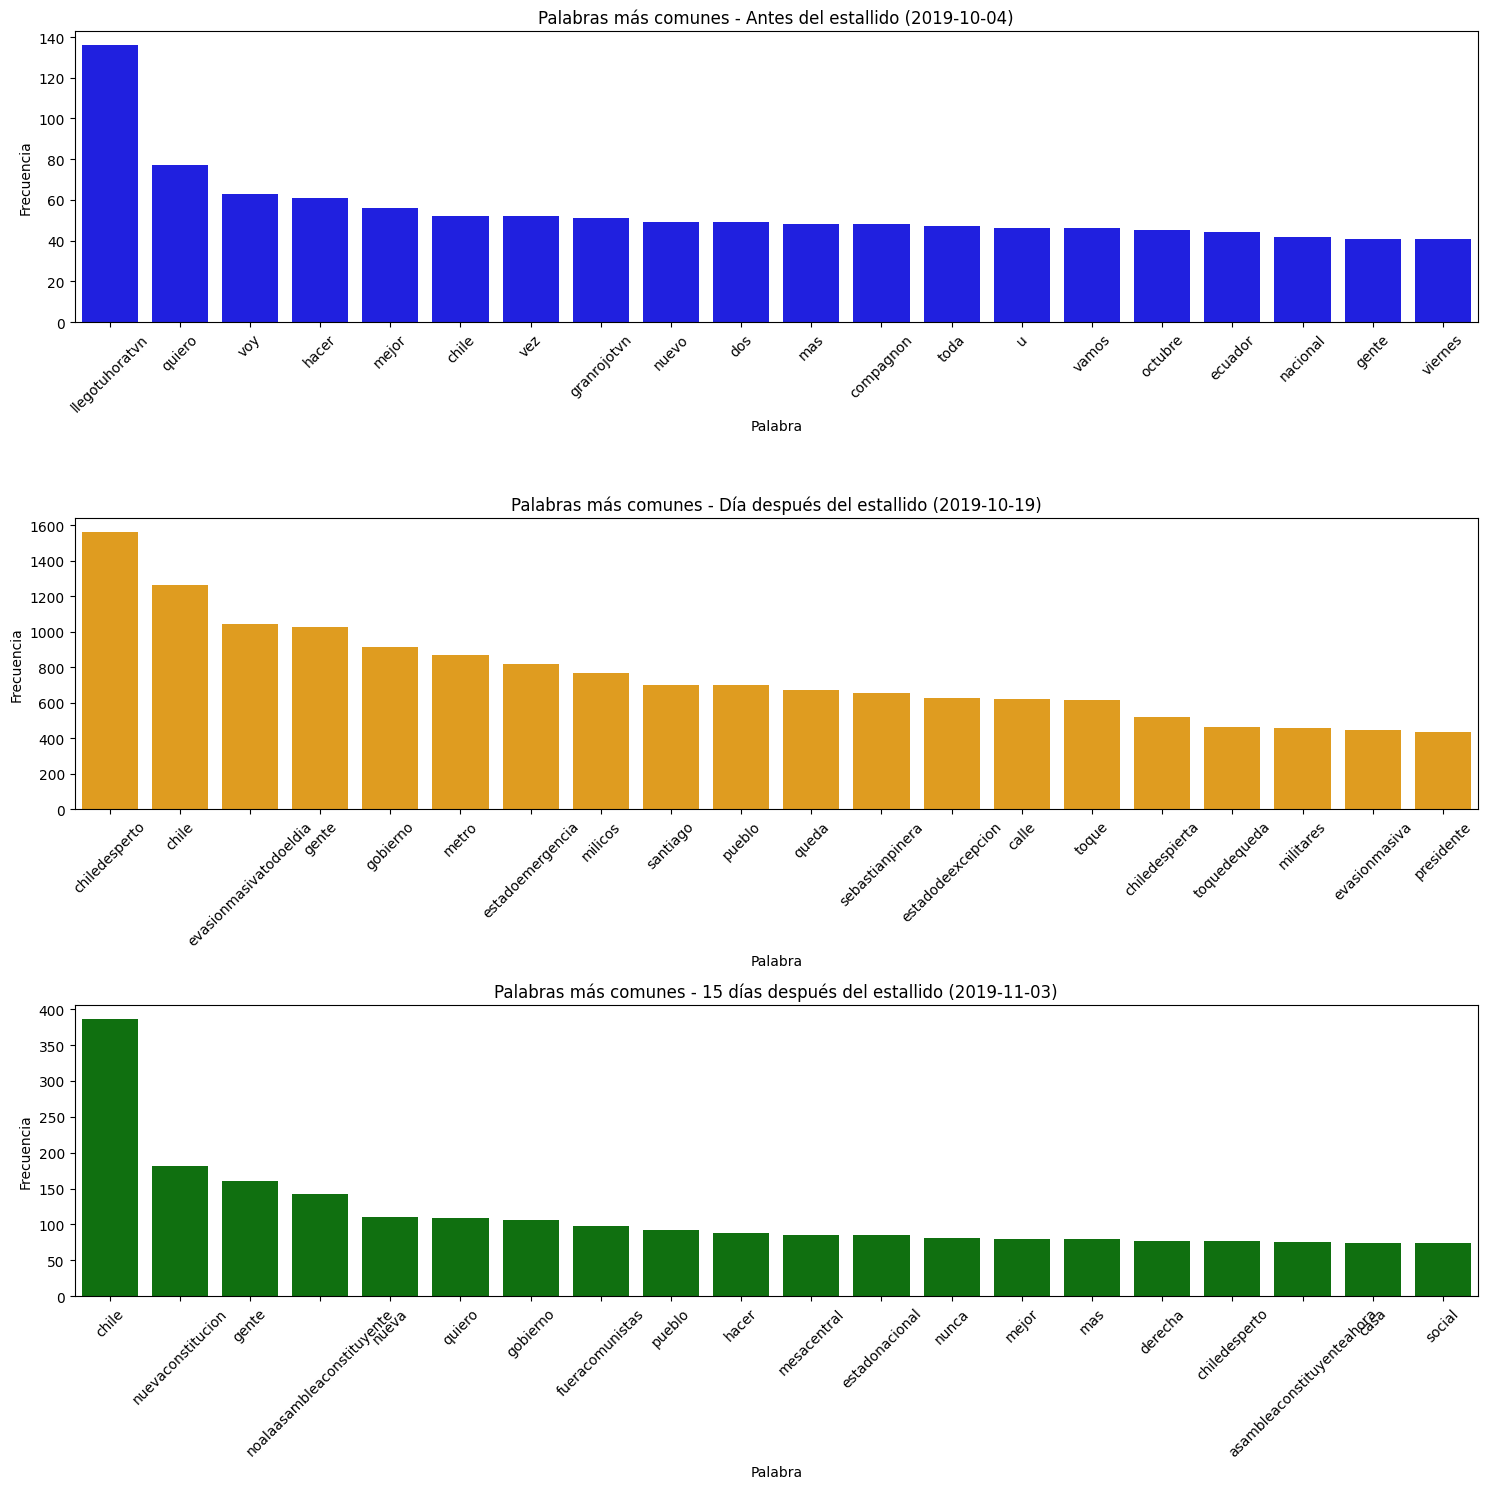 Palabras más comunes - Antes del estallido (2019-10-04)
140
120
100
80
60
40
20
0
Frecuencia
llegotuhoratvn
quiero
voy
hacer
mejor
chile
vez
granrojotvn
nuevo
dos
mas
compagnon
toda
u
vamos
octubre
ecuador
nacional
gente
viernes
Palabra
Palabras más comunes - Día después del estallido (2019-10-19)
1600
1400
1200
1000
800
600
400
200
0
Frecuencia
chiledesperto
chile
evasionmasivatodoeldia
gente
gobierno
metro
estadoemergencia
milicos
santiago
pueblo
queda
sebastianpinera
estadodeexcepcion
calle
toque
chiledespierta
toquedequeda
militares
evasionmasiva
presidente
Palabra
Palabras más comunes - 15 días después del estallido (2019-11-03)
400
350
300
250
200
150
100
50
0
Frecuencia
chile
nuevaconstitucion
gente
noalaasambleaconstituyente
nueva
quiero
gobierno
fueracomunistas
pueblo
hacer
mesacentral
estadonacional
nunca
mejor
mas
derecha
chiledesperto
asambleaconstituyenteahora
casa
social
Palabra